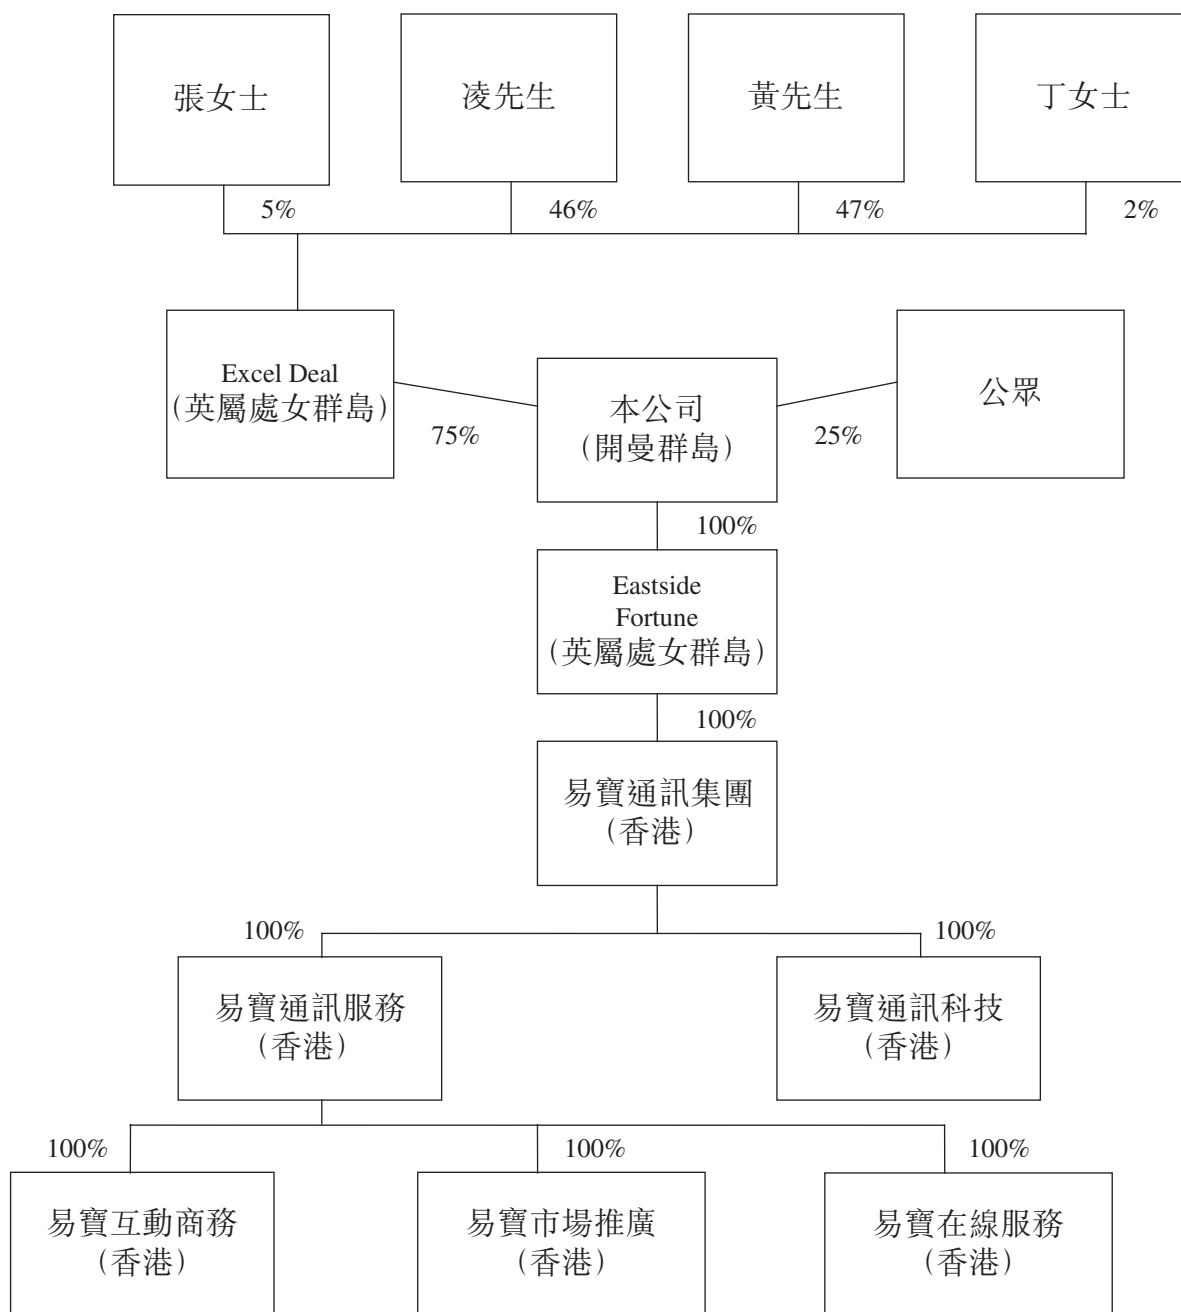 張女士
凌先生
黃先生
丁女士
5%
46%
47%
2%
Excel Deal
(英屬處女群島)
本公司
(開曼群島)
公眾
75%
25%
100%
Eastside
Fortune
(英屬處女群島)
100%
易寶通訊集團
(香港)
100%
100%
易寶通訊服務
(香港)
易寶通訊科技
(香港)
100%
100%
100%
易寶互動商務
(香港)
易寶市場推廣
(香港)
易寶在線服務
(香港)